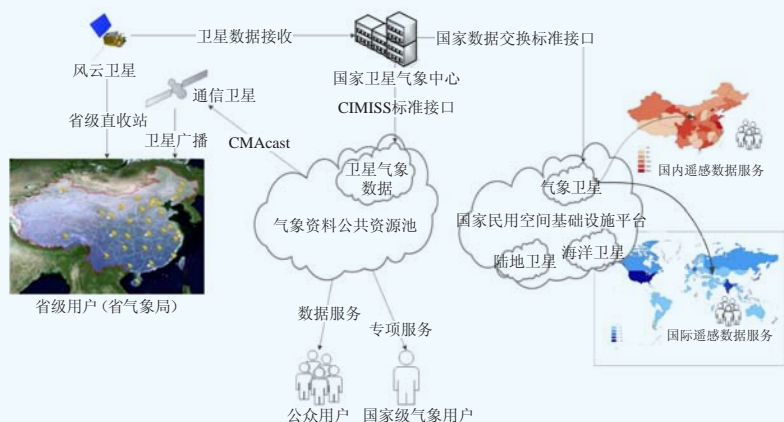 卫星数据接收
国家数据交换标准接口
风云卫星
国家卫星气象中心
通信卫星
CIMISS标准接口
省级直收站
卫星广播
CMAcast
国内遥感数据服务
卫星气象
数据
气象卫星
气象资料公共资源池
国家民用空间基础设施平台
陆地卫星
海洋卫星
省级用户(省气象局)
数据服务
专项服务
国际遥感数据服务
公众用户
国家级气象用户